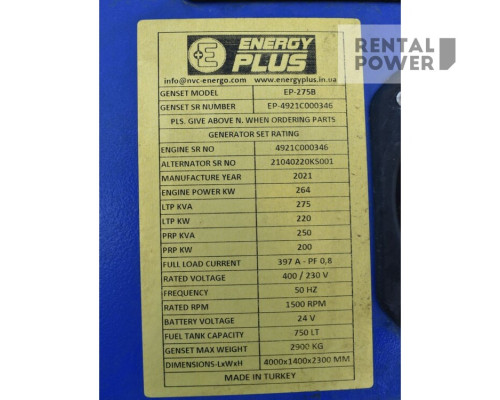 RENTAL
POWER
ENERGY
PLUS
info@nvc-energo.com www.energyplus.in.ua
GENSET MODEL EP-275B
GENSET SR NUMBER EP-4921C000346
PLS. GIVE ABOVE N. WHEN ORDERING PARTS
GENERATOR SET RATING
ENGINE SR NO 4921C000346
ALTERNATOR SR NO 21040220KS001
MANUFACTURE YEAR 2021
ENGINE POWER KW 264
LTP KVA 275
LTP KW 220
PRP KVA 250
PRP KW 200
FULL LOAD CURRENT 397 A - PF 0,8
RATED VOLTAGE 400 / 230 V
FREQUENCY 50 HZ
RATED RPM 1500 RPM
BATTERY VOLTAGE 24 V
FUEL TANK CAPACITY 750 LT
GENSET MAX WEIGHT 2900 KG
DIMENSIONS-LxWxH 4000x1400x2300 MM
MADE IN TURKEY